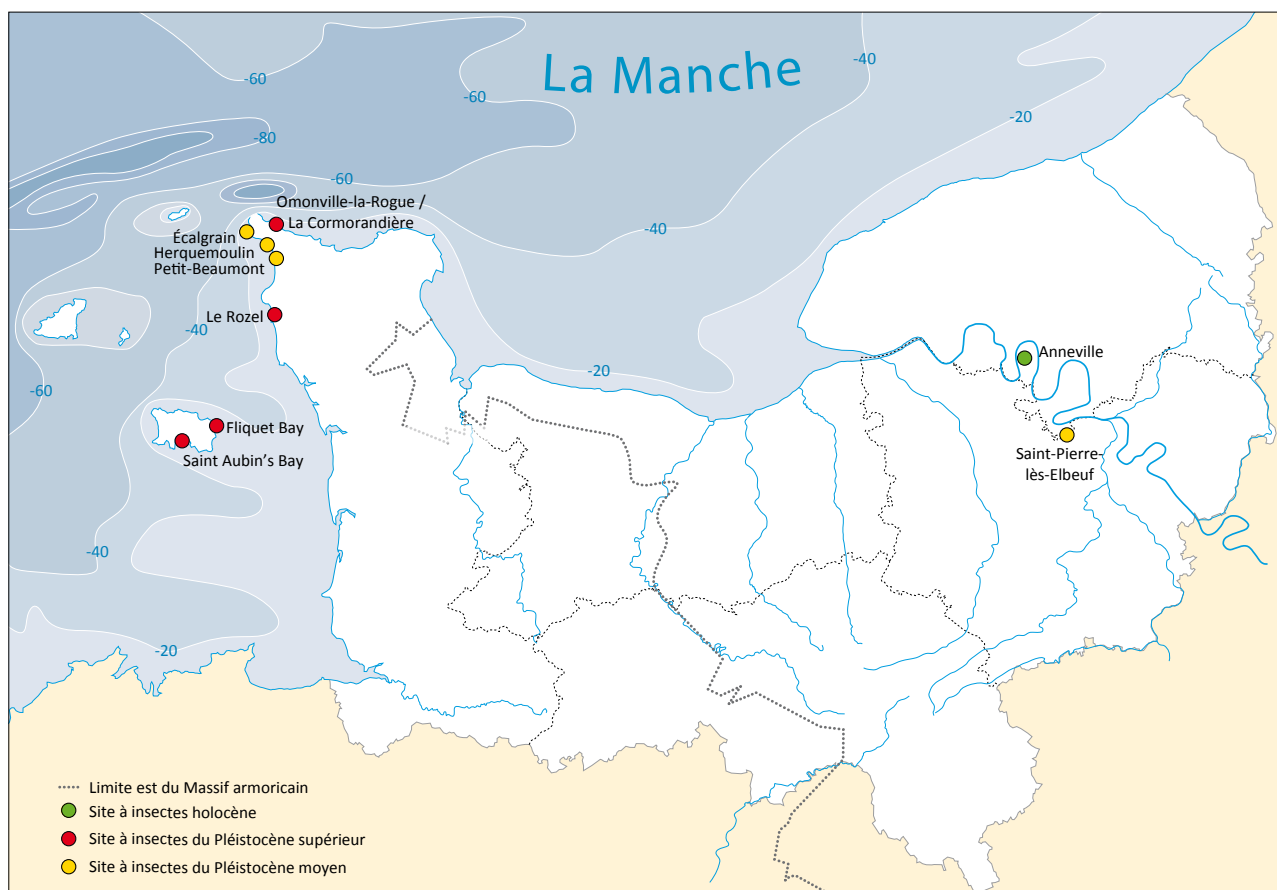 La Manche
-60
-60
-40
-20
-80
-60
-40
Omonville-la-Rogue /
La Cormorandière
Écalgrain
Herquemoulin
Petit-Beaumont
Le Rozel
-40
-20
-60
Anneville
Fliquet Bay
Saint Aubin's Bay
Saint-Pierre-
lès-Elbeuf
-40
-20
Limite est du Massif armoricain
Site à insectes holocène
Site à insectes du Pléistocène supérieur
Site à insectes du Pléistocène moyen